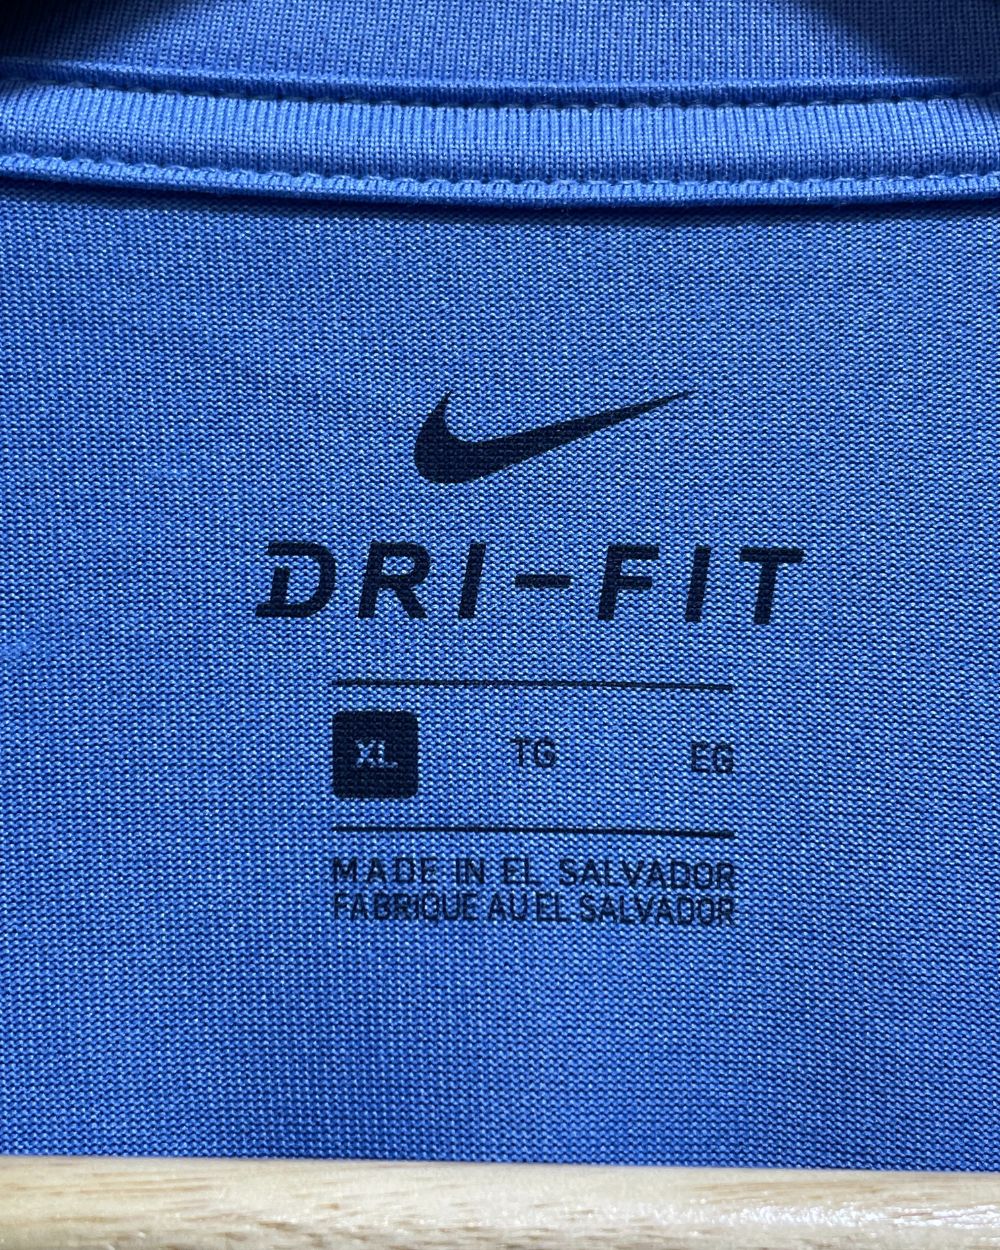 DRI-FIT
XL TG EG
MADE IN EL SALVADOR
FABRIQUE AU EL SALVADOR